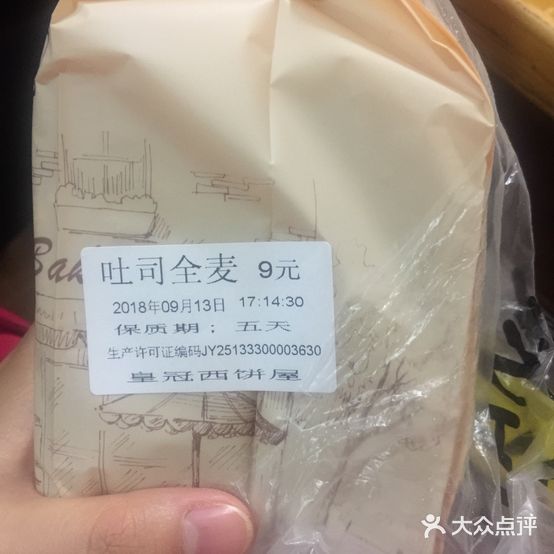 Bak
吐司全麦 9元
2018年09月13日 17:14:30
保质期；五天
生产许可证编码JY25133300003630
皇冠西饼屋
大众点评